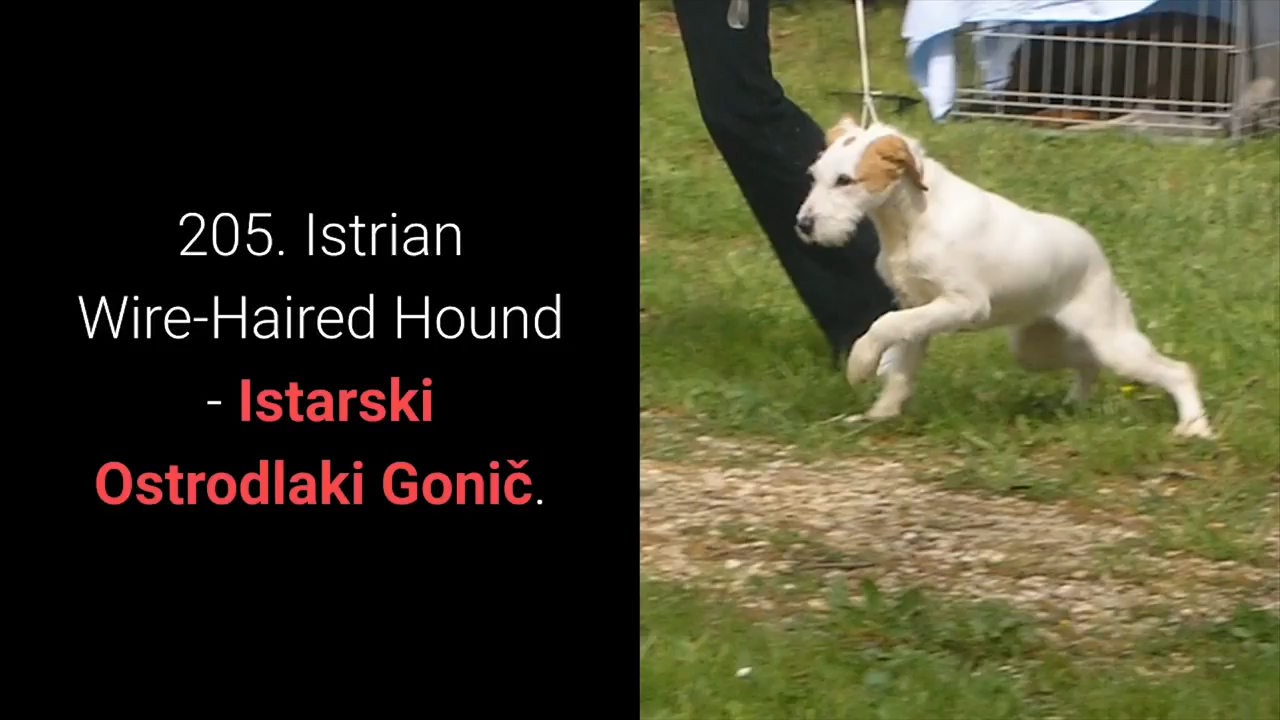 205. Istrian
Wire-Haired Hound
- Istarski
Ostrodlaki Gonič.